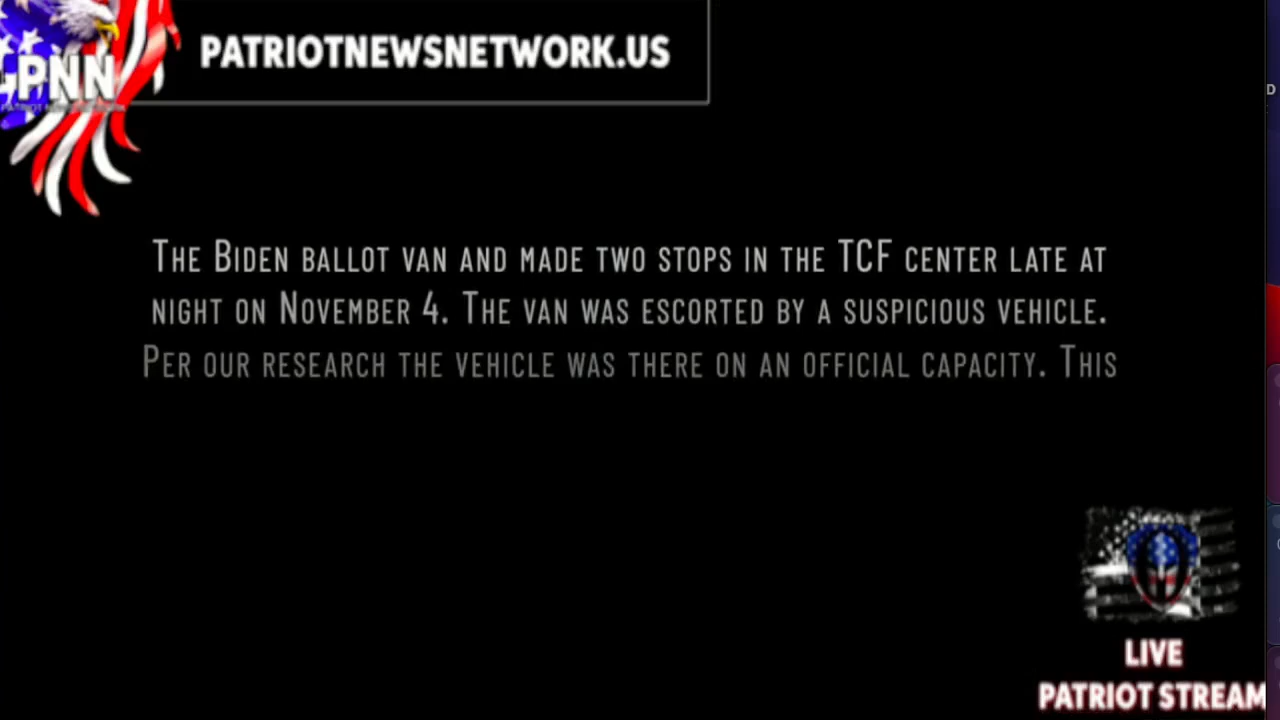 PATRIOTNEWSNETWORK.US
PNN
THE BIDEN BALLOT VAN AND MADE TWO STOPS IN THE TCF CENTER LATE AT
NIGHT ON NOVEMBER 4. THE VAN WAS ESCORTED BY A SUSPICIOUS VEHICLE.
PER OUR RESEARCH THE VEHICLE WAS THERE ON AN OFFICIAL CAPACITY. THIS
LIVE
PATRIOT STREAM